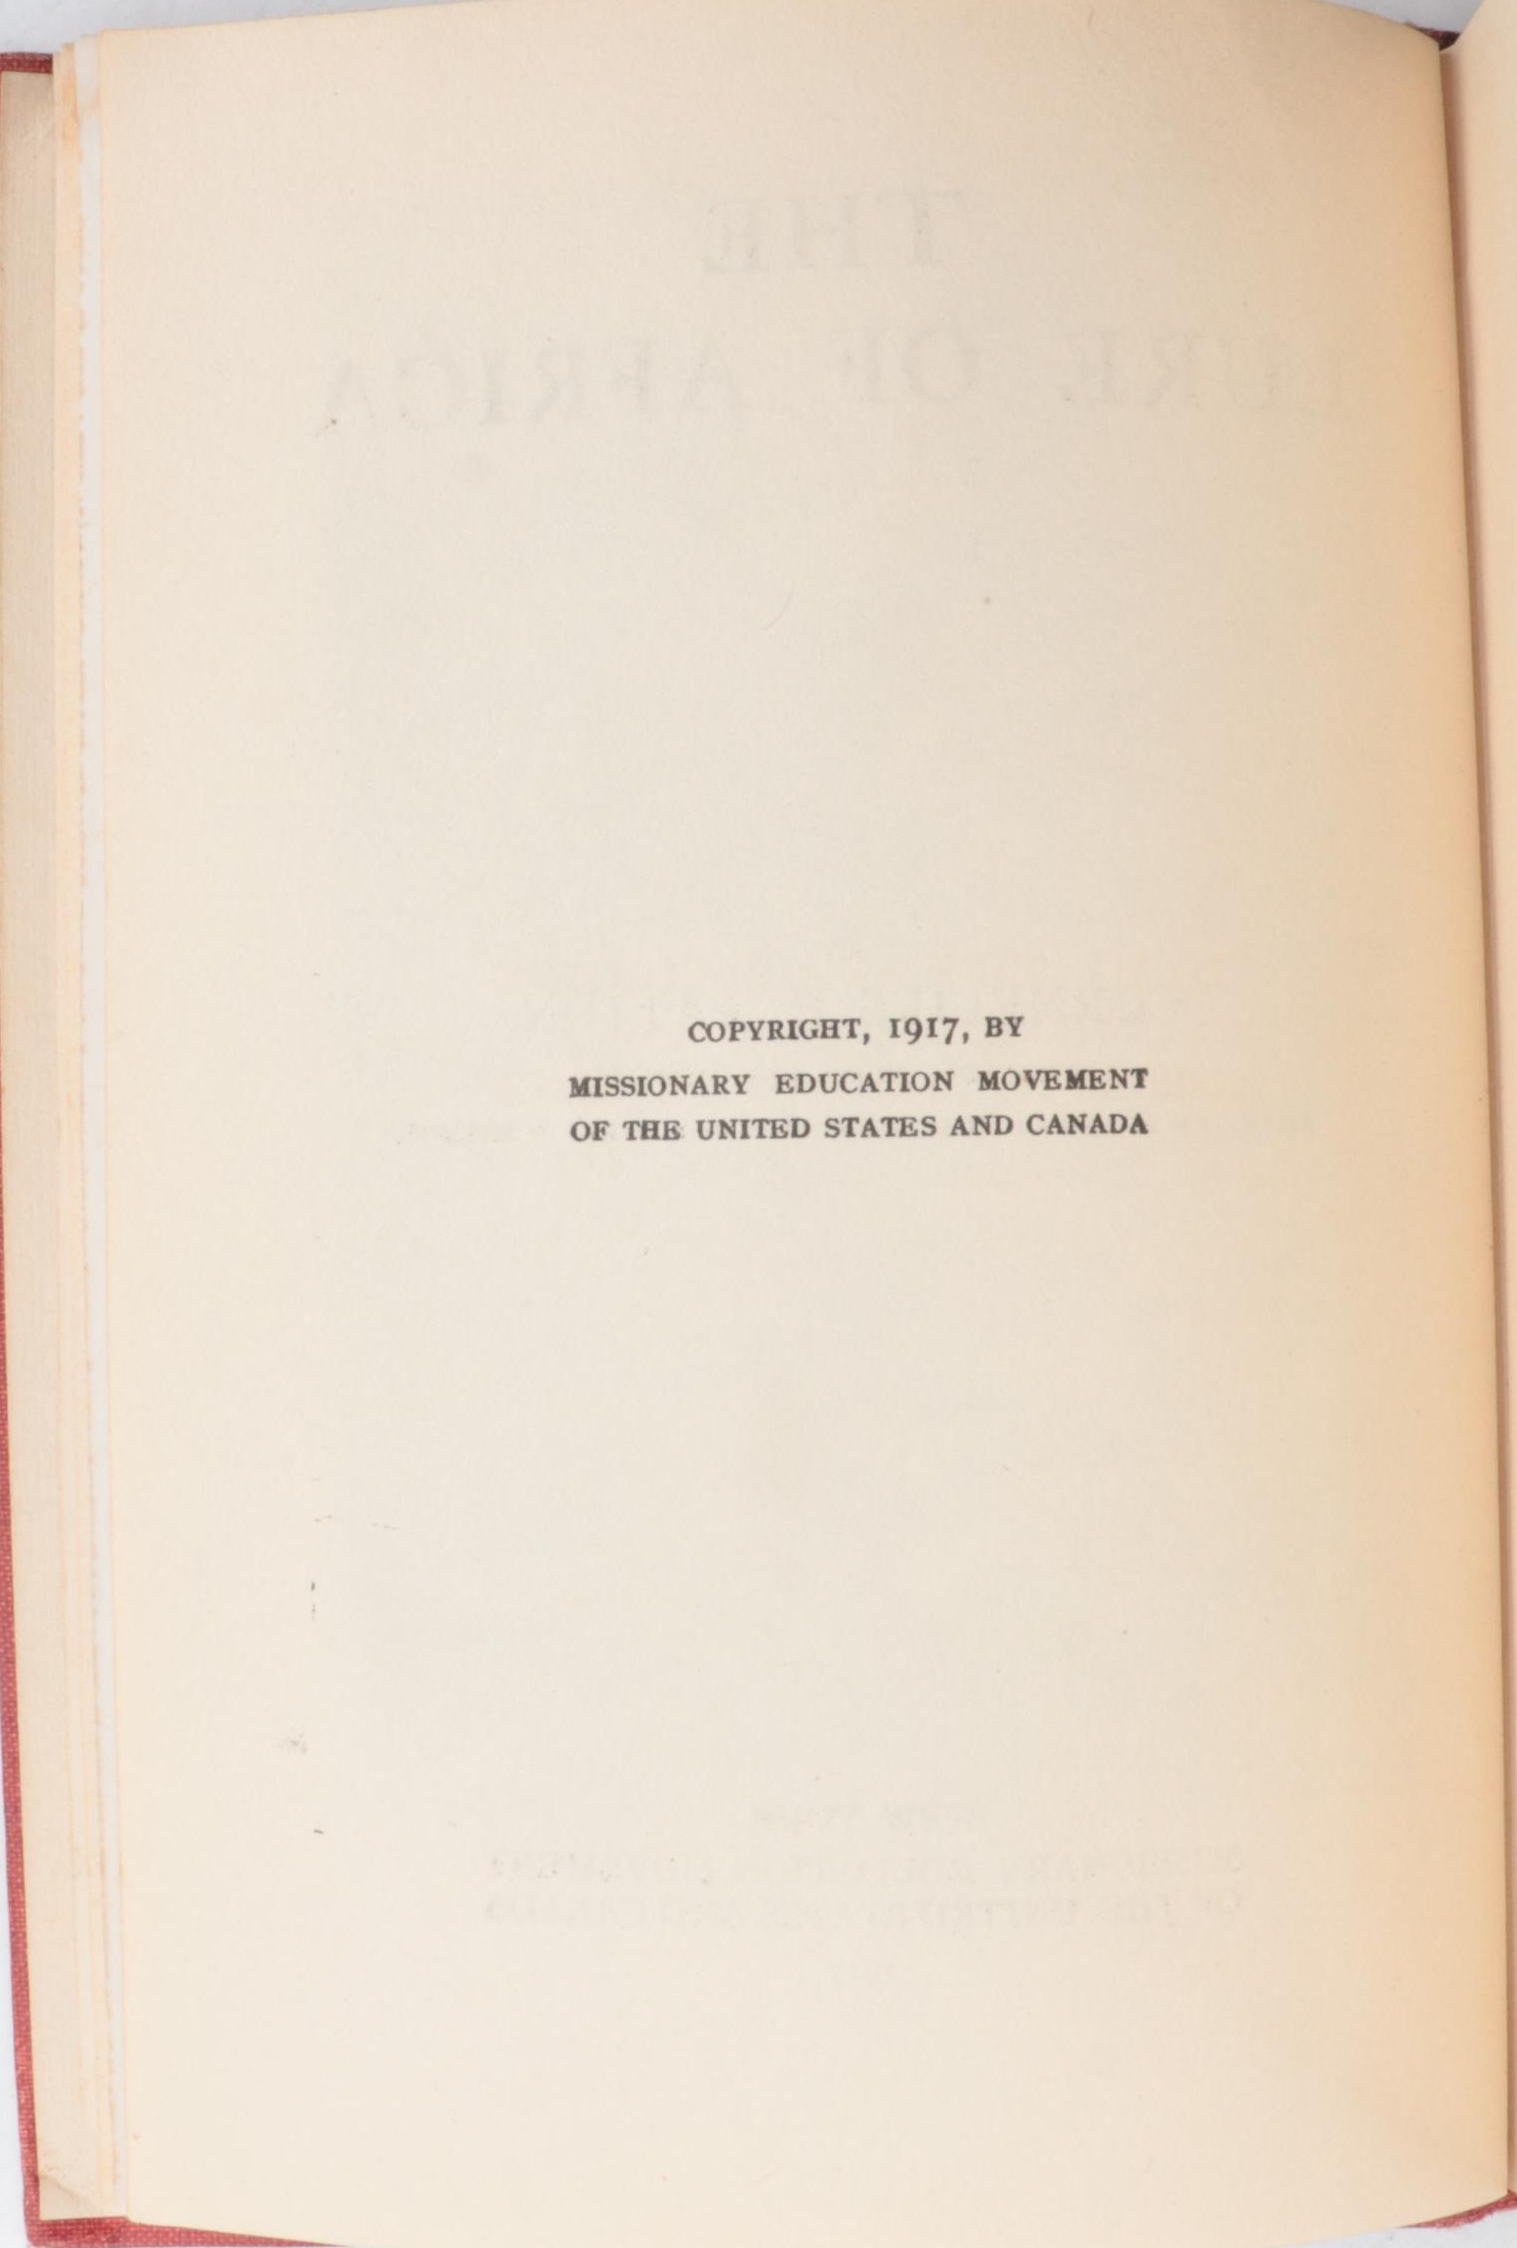 COPYRIGHT, 1917, BY
MISSIONARY EDUCATION MOVEMENT
OF THE UNITED STATES AND CANADA